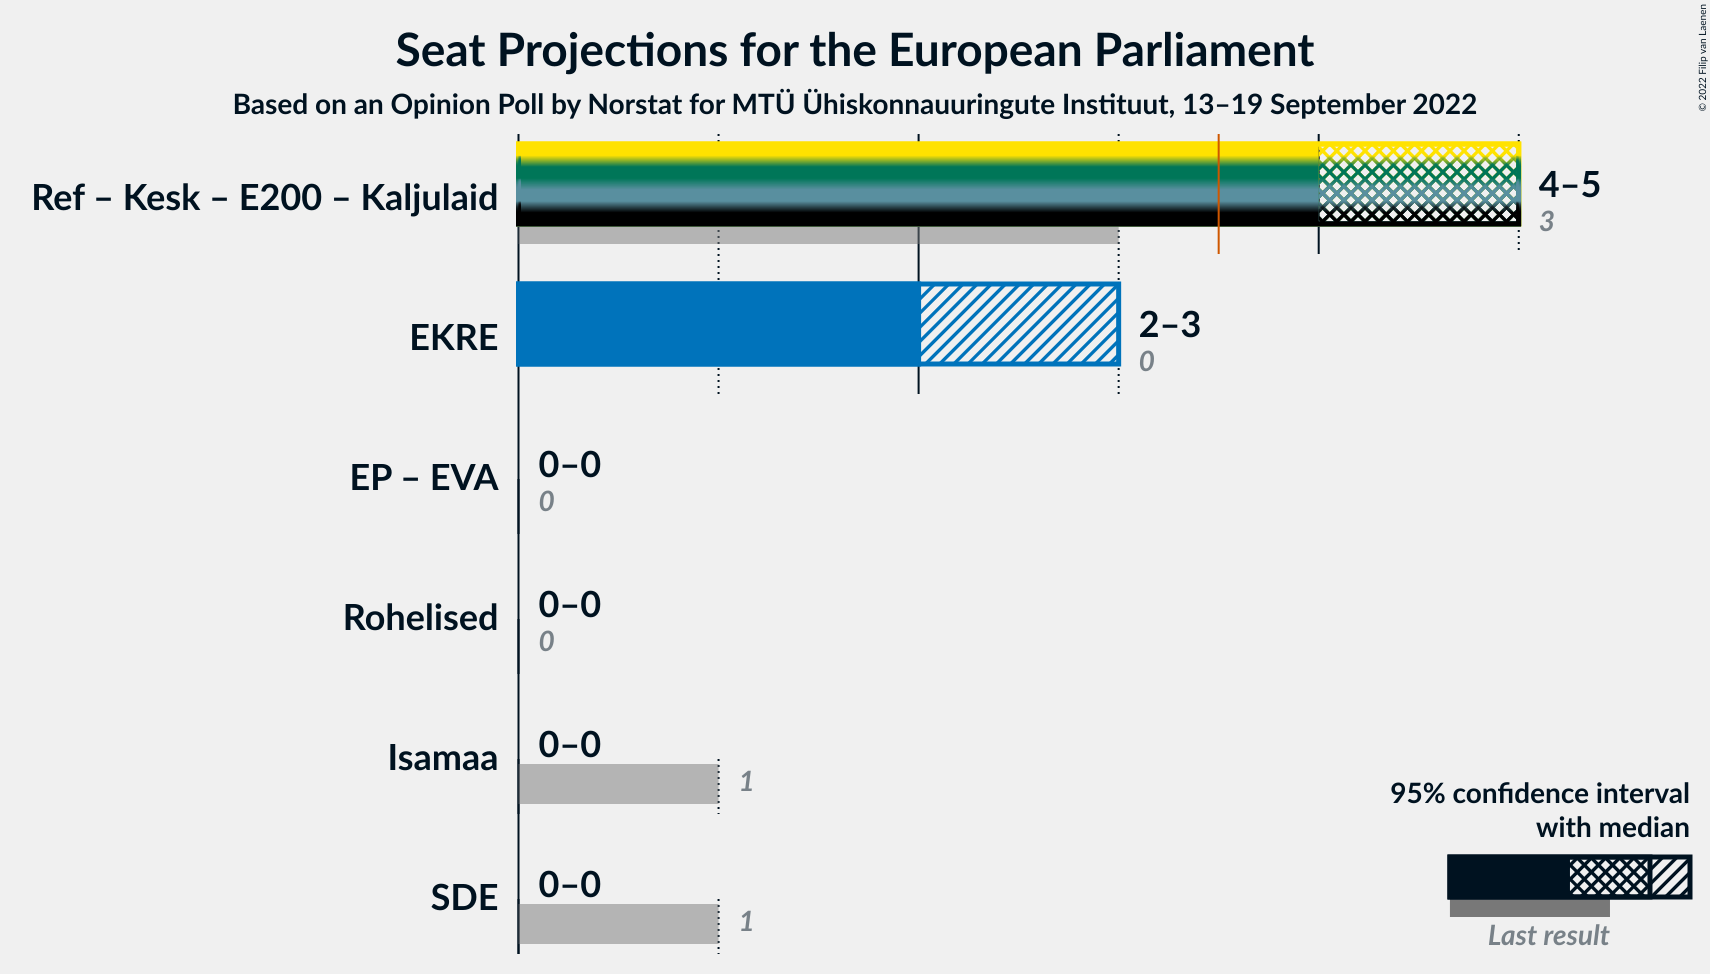 Seat Projections for the European Parliament
Based on an Opinion Poll by Norstat for MTÜ Ühiskonnauuringute Instituut, 13–19 September 2022
© 2022 Filip van Laenen
Ref – Kesk – E200 – Kaljulaid
4–5
3
EKRE
2–3
0
EP – EVA
0–0
0
Rohelised
0–0
0
Isamaa
0–0
1
SDE
0–0
1
95% confidence interval
with median
Last result